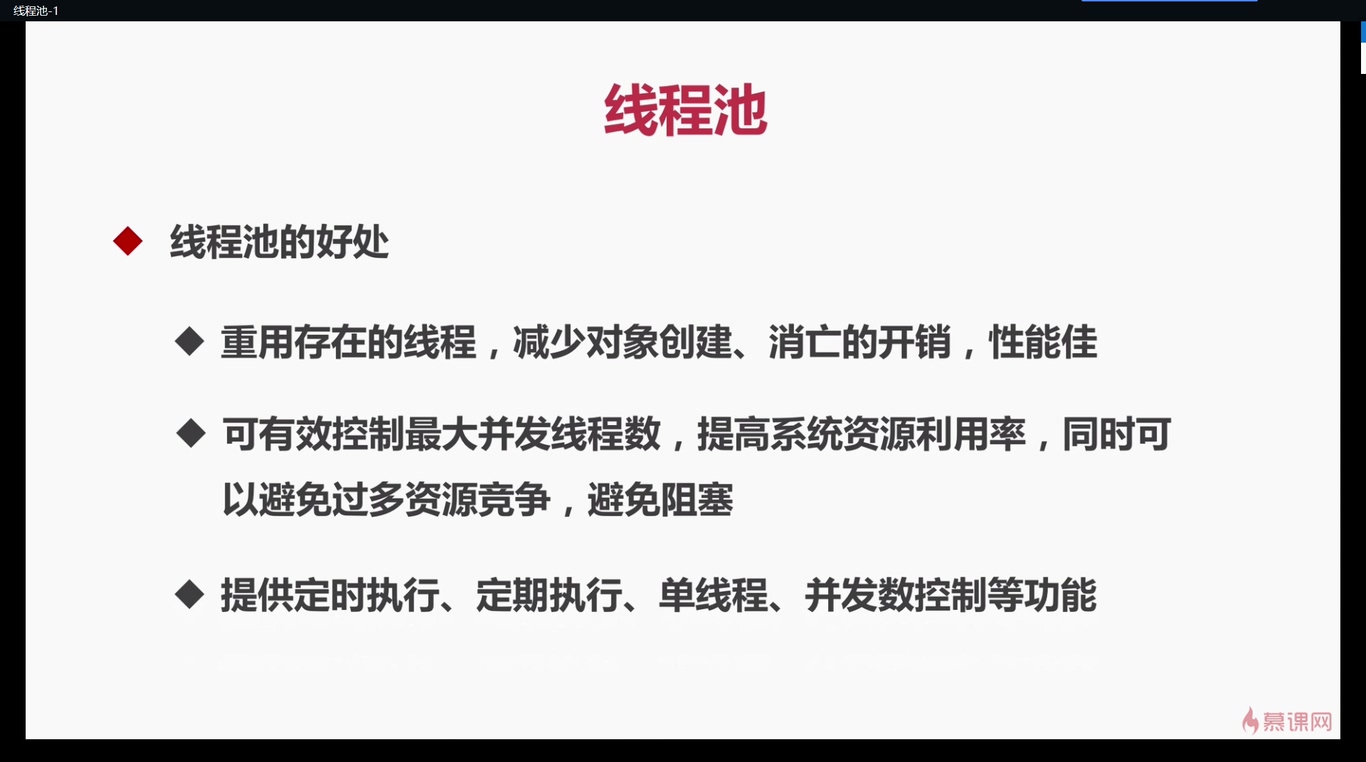 线程池-1
线程池
线程池的好处
重用存在的线程，减少对象创建、消亡的开销，性能佳
可有效控制最大并发线程数，提高系统资源利用率，同时可
以避免过多资源竞争，避免阻塞
提供定时执行、定期执行、单线程、并发数控制等功能
慕课网